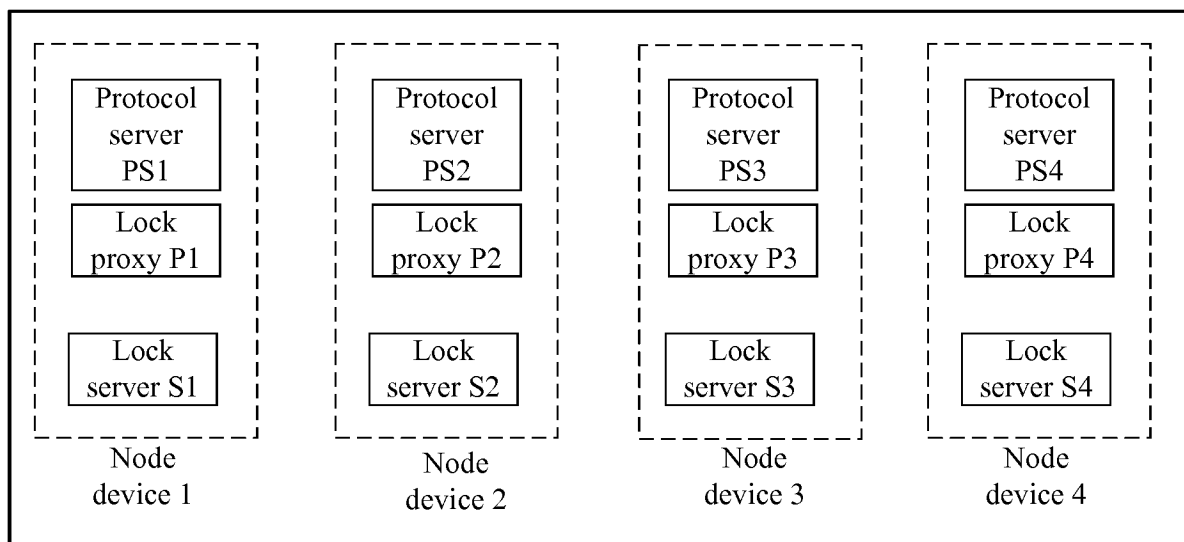 Protocol
server
PS1
Lock
proxy P1
Lock
server S1
Node
device 1
Protocol
server
PS2
Lock
proxy P2
Lock
server S2
Node
device 2
Protocol
server
PS3
Lock
proxy P3
Lock
server S3
Node
device 3
Protocol
server
PS4
Lock
proxy P4
Lock
server S4
Node
device 4